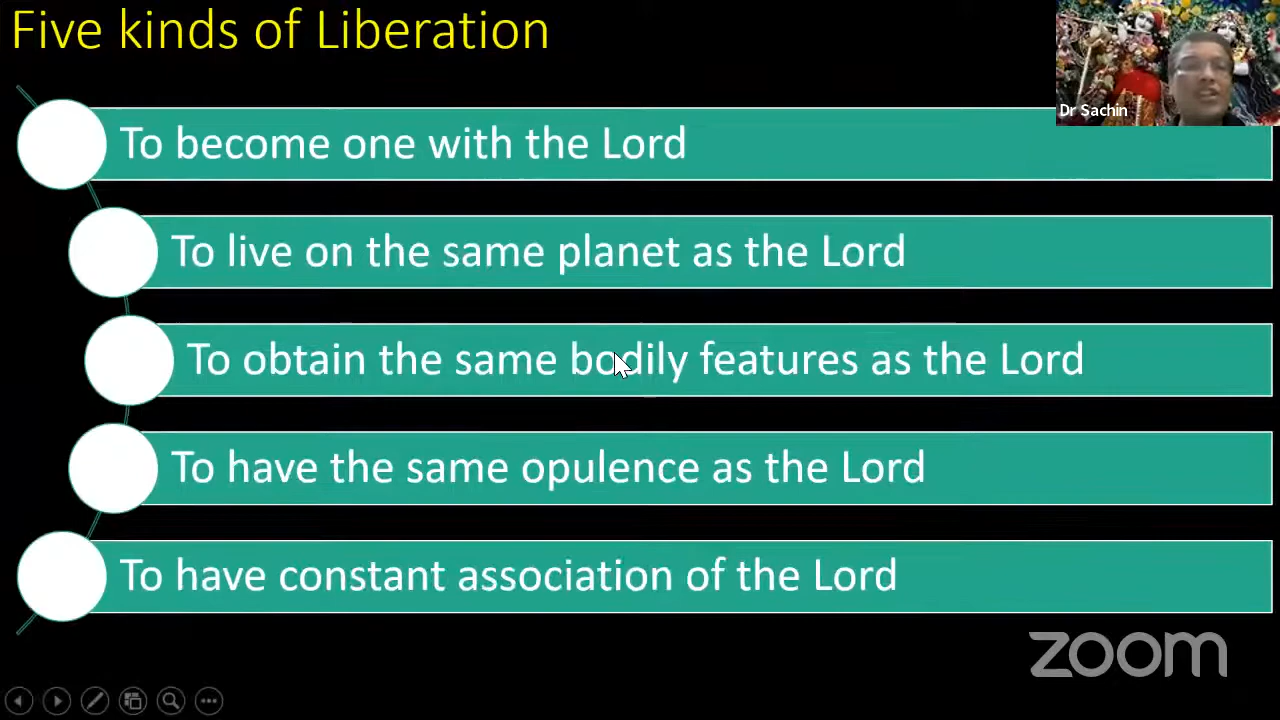 Five kinds of Liberation
Dr Sachin
To become one with the Lord
To live on the same planet as the Lord
To obtain the same bodily features as the Lord
To have the same opulence as the Lord
To have constant association of the Lord
zoom